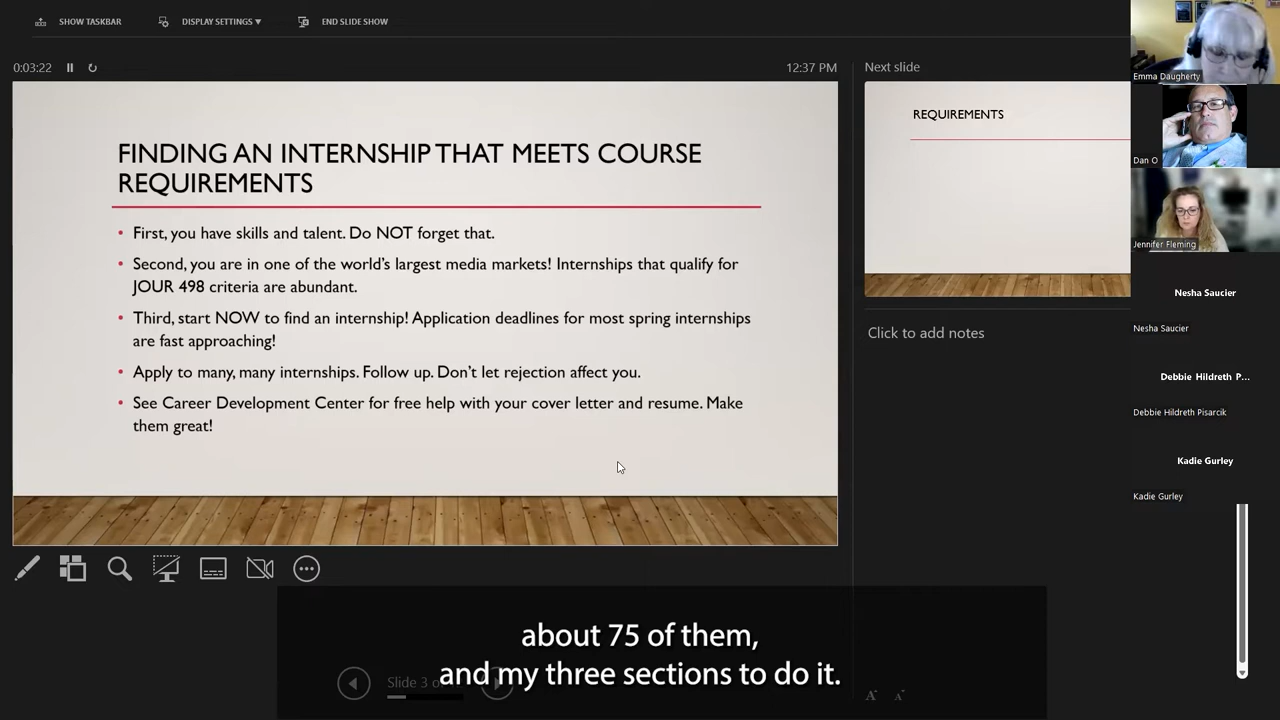 SHOW TASKBAR
DISPLAY SETTINGS
END SLIDE SHOW
0:03:22
12:37 PM
FINDING AN INTERNSHIP THAT MEETS COURSE
REQUIREMENTS
• First, you have skills and talent. Do NOT forget that.
• Second, you are in one of the world's largest media markets! Internships that qualify for
JOUR 498 criteria are abundant.
• Third, start NOW to find an internship! Application deadlines for most spring internships
are fast approaching!
• Apply to many, many internships. Follow up. Don't let rejection affect you.
• See Career Development Center for free help with your cover letter and resume. Make
them great!
Next slide
REQUIREMENTS
Click to add notes
Emma Daugherty
Dan O
Jennifer Fleming
Nesha Saucier
Nesha Saucier
Debbie Hildreth P...
Debbie Hildreth Pisarcik
Kadie Gurley
Kadie Gurley
about 75 of them,
and my three sections to do it.
Slide 3 of
A
A